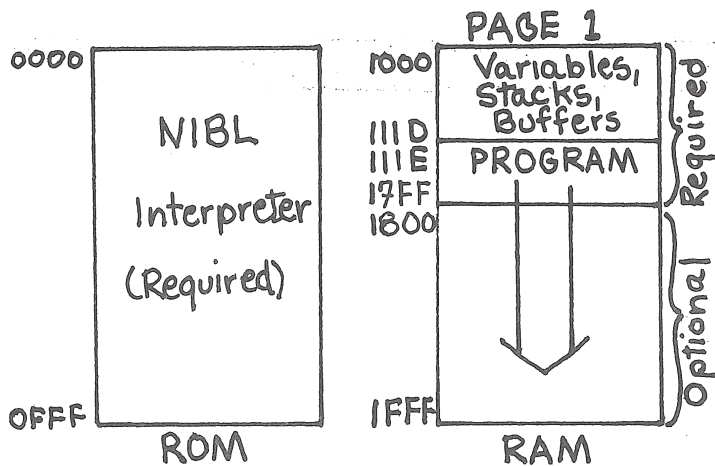 0000
NIBL
Interpreter
(Required)
0FFF
ROM
PAGE 1
1000
Variables,
Stacks,
Buffers
111D
111E
PROGRAM
17FF
1800
1FFF
RAM
Required
Optional